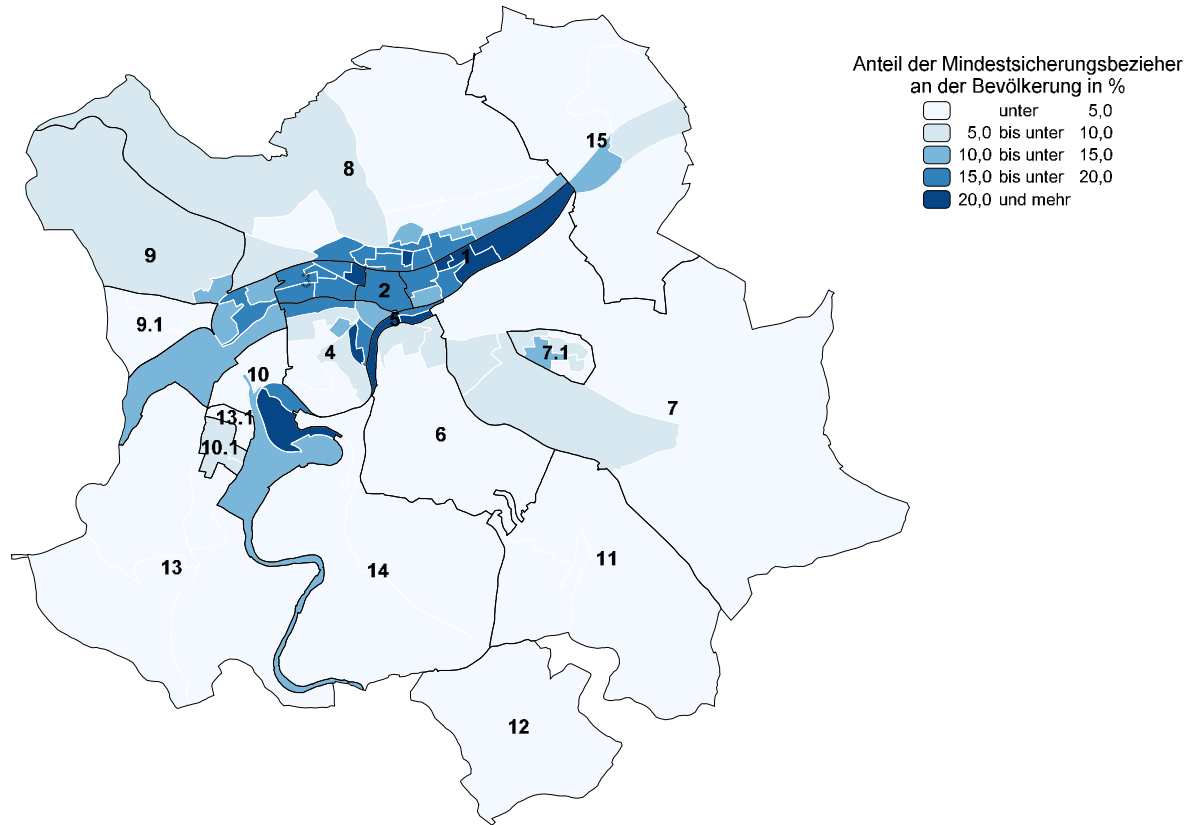 Anteil der Mindestsicherungsbezieher
an der Bevölkerung in %
unter 5,0
5,0 bis unter 10,0
10,0 bis unter 15,0
15,0 bis unter 20,0
20,0 und mehr
15
8
9
1
3
2
5
9.1
4
7.1
10
7
13.1
6
10.1
11
13
14
12